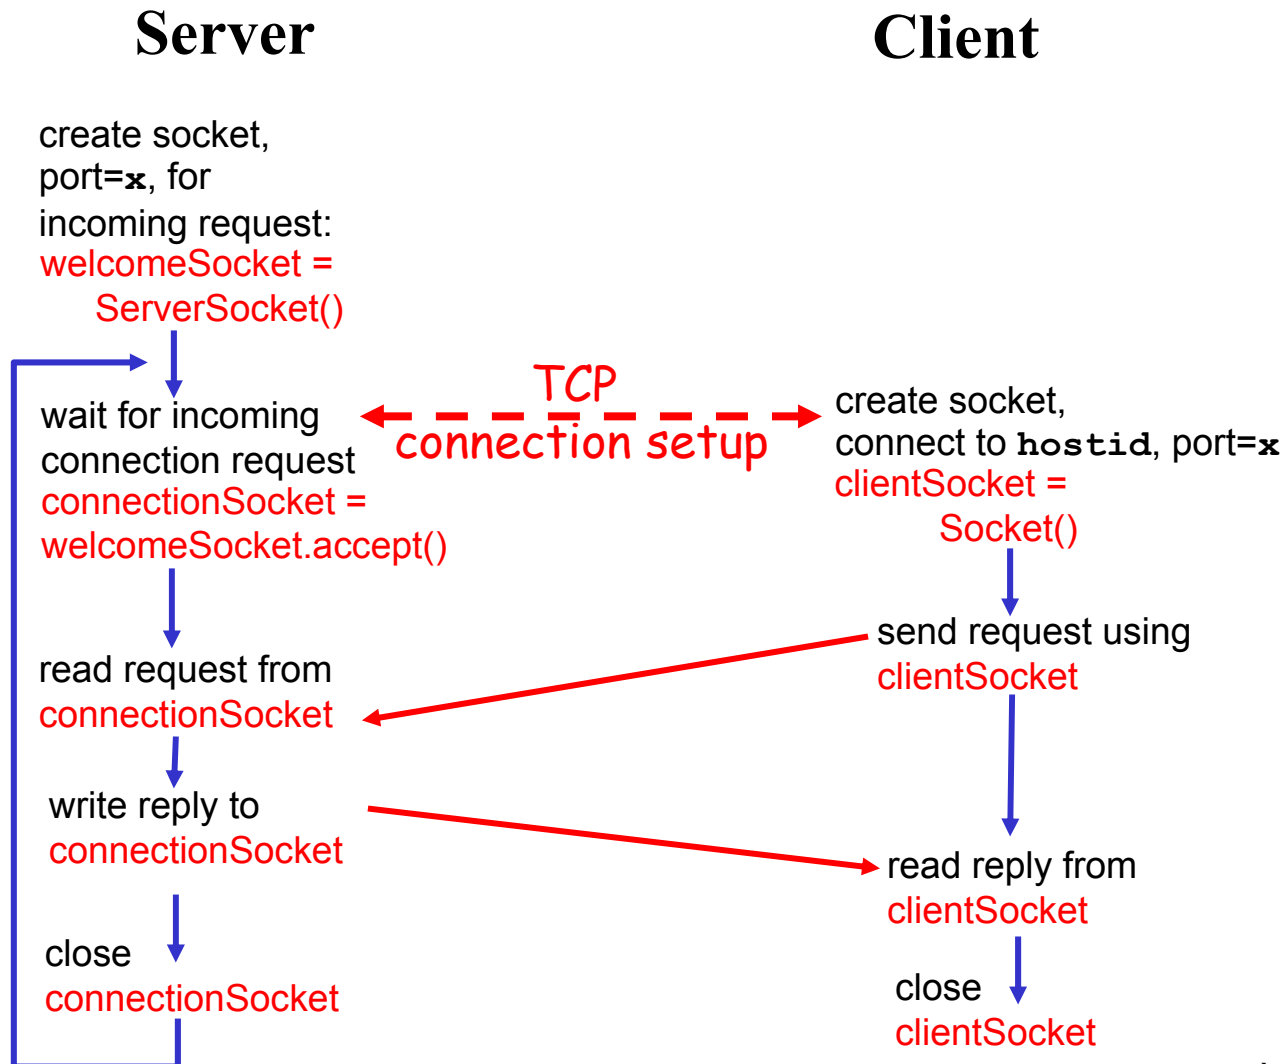 Server
Client
create socket,
port=x, for
incoming request:
welcomeSocket =
ServerSocket()
TCP
connection setup
wait for incoming
connection request
connectionSocket =
welcomeSocket.accept()
create socket,
connect to hostid, port=x
clientSocket =
Socket()
send request using
clientSocket
read request from
connectionSocket
write reply to
connectionSocket
read reply from
clientSocket
close
connectionSocket
close
clientSocket